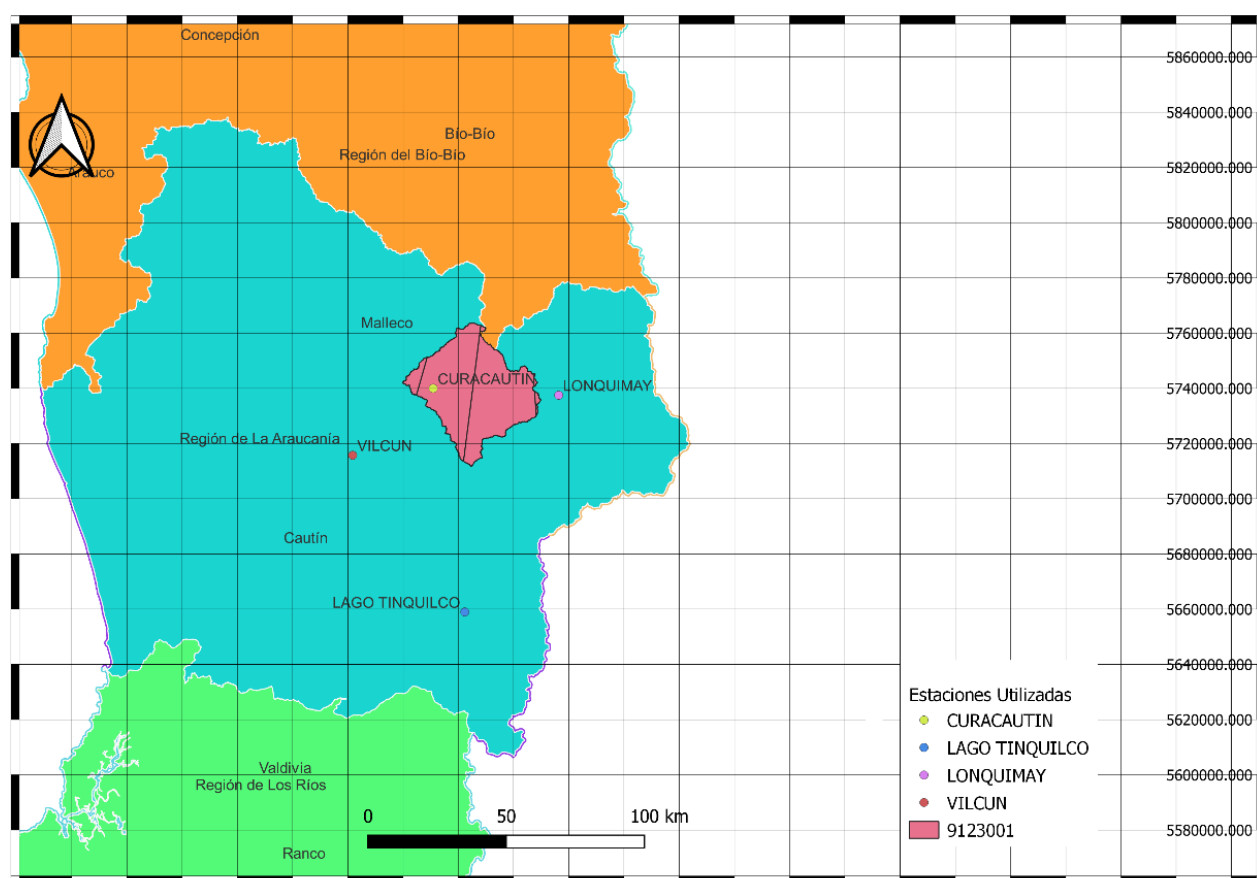 Concepción
5860000.000
5840000.000
Bío-Bío
Región del Bío-Bío
5820000.000
Arauco
5800000.000
5780000.000
Malleco
5760000.000
CURACAUTIN
LONQUIMAY
5740000.000
Región de La Araucanía
VILCUN
5720000.000
5700000.000
Cautín
5680000.000
LAGO TINQUILCO
5660000.000
5640000.000
Estaciones Utilizadas
CURACAUTIN
5620000.000
LAGO TINQUILCO
Valdivia
LONQUIMAY
5600000.000
Región de Los Ríos
VILCUN
0 50 100 km
9123001
5580000.000
Ranco